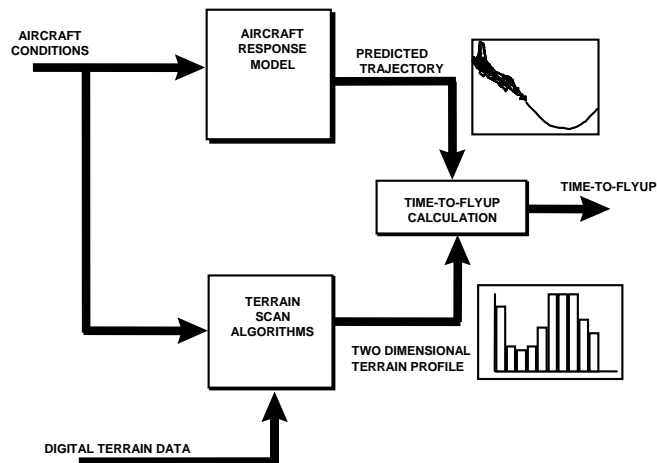 AIRCRAFT
CONDITIONS
AIRCRAFT
RESPONSE
MODEL
PREDICTED
TRAJECTORY
TIME-TO-FLYUP
CALCULATION
TIME-TO-FLYUP
TERRAIN
SCAN
ALGORITHMS
TWO DIMENSIONAL
TERRAIN PROFILE
DIGITAL TERRAIN DATA